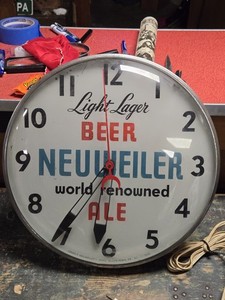 PA
12
Light Lager
BEER
NEUWEILER
world renowned
ALE
1
2
3
4
5
6
7
8
9
10
11